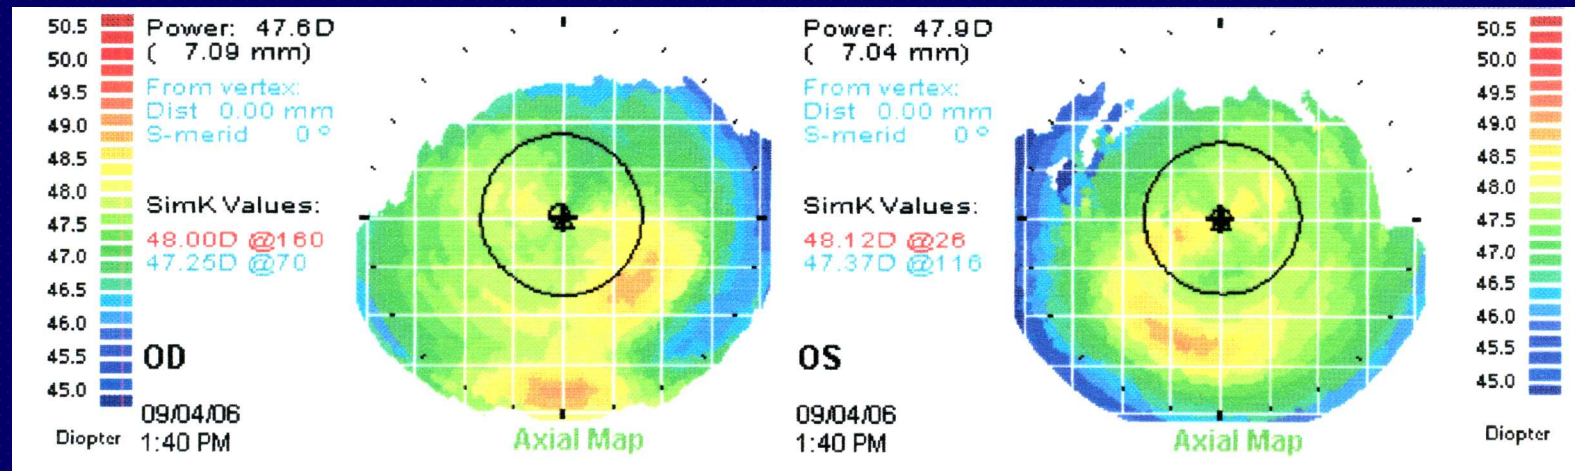 50.5
50.0
49.5
49.0
48.5
48.0
47.5
47.0
46.5
46.0
45.5
45.0
Diopter
Power: 47.6D
( 7.09 mm)
From vertex:
Dist 0.00 mm
S-merid 0°
SimK Values:
48.00D @160
47.25D @70
OD
09/04/06
1:40 PM
Axial Map
Power: 47.9D
( 7.04 mm)
From vertex:
Dist 0.00 mm
S-merid 0°
SimK Values:
48.12D @26
47.37D @116
OS
09/04/06
1:40 PM
Axial Map
50.5
50.0
49.5
49.0
48.5
48.0
47.5
47.0
46.5
46.0
45.5
45.0
Diopter